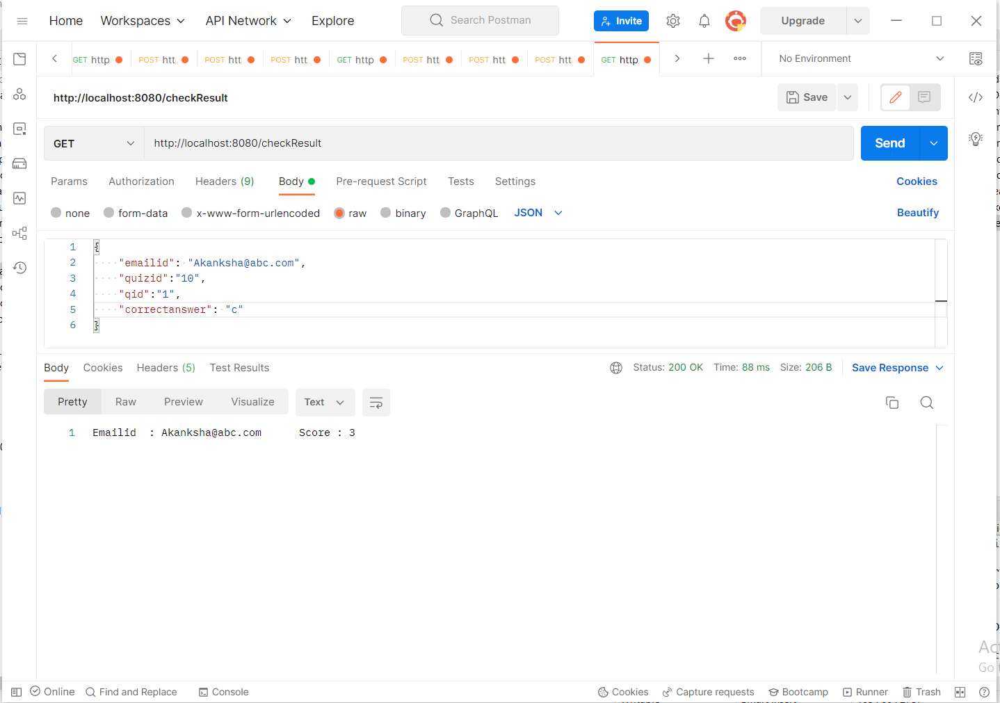 Home Workspaces API Network Explore Search Postman Invite Upgrade
GET http POST htt POST htt POST htt GET http POST htt POST htt POST htt GET http No Environment
http://localhost:8080/checkResult Save
GET http://localhost:8080/checkResult Send
Params Authorization Headers (9) Body Pre-request Script Tests Settings Cookies
none form-data x-www-form-urlencoded raw binary GraphQL JSON Beautify
1 {
2 "emailid": "Akanksha@abc.com",
3 "quizid":"10",
4 "qid":"1",
5 "correctanswer": "c"
6 }
Body Cookies Headers (5) Test Results Status: 200 OK Time: 88 ms Size: 206 B Save Response
Pretty Raw Preview Visualize Text
1 Emailid : Akanksha@abc.com Score : 3
Go
Online Find and Replace Console Cookies Capture requests Bootcamp Runner Trash